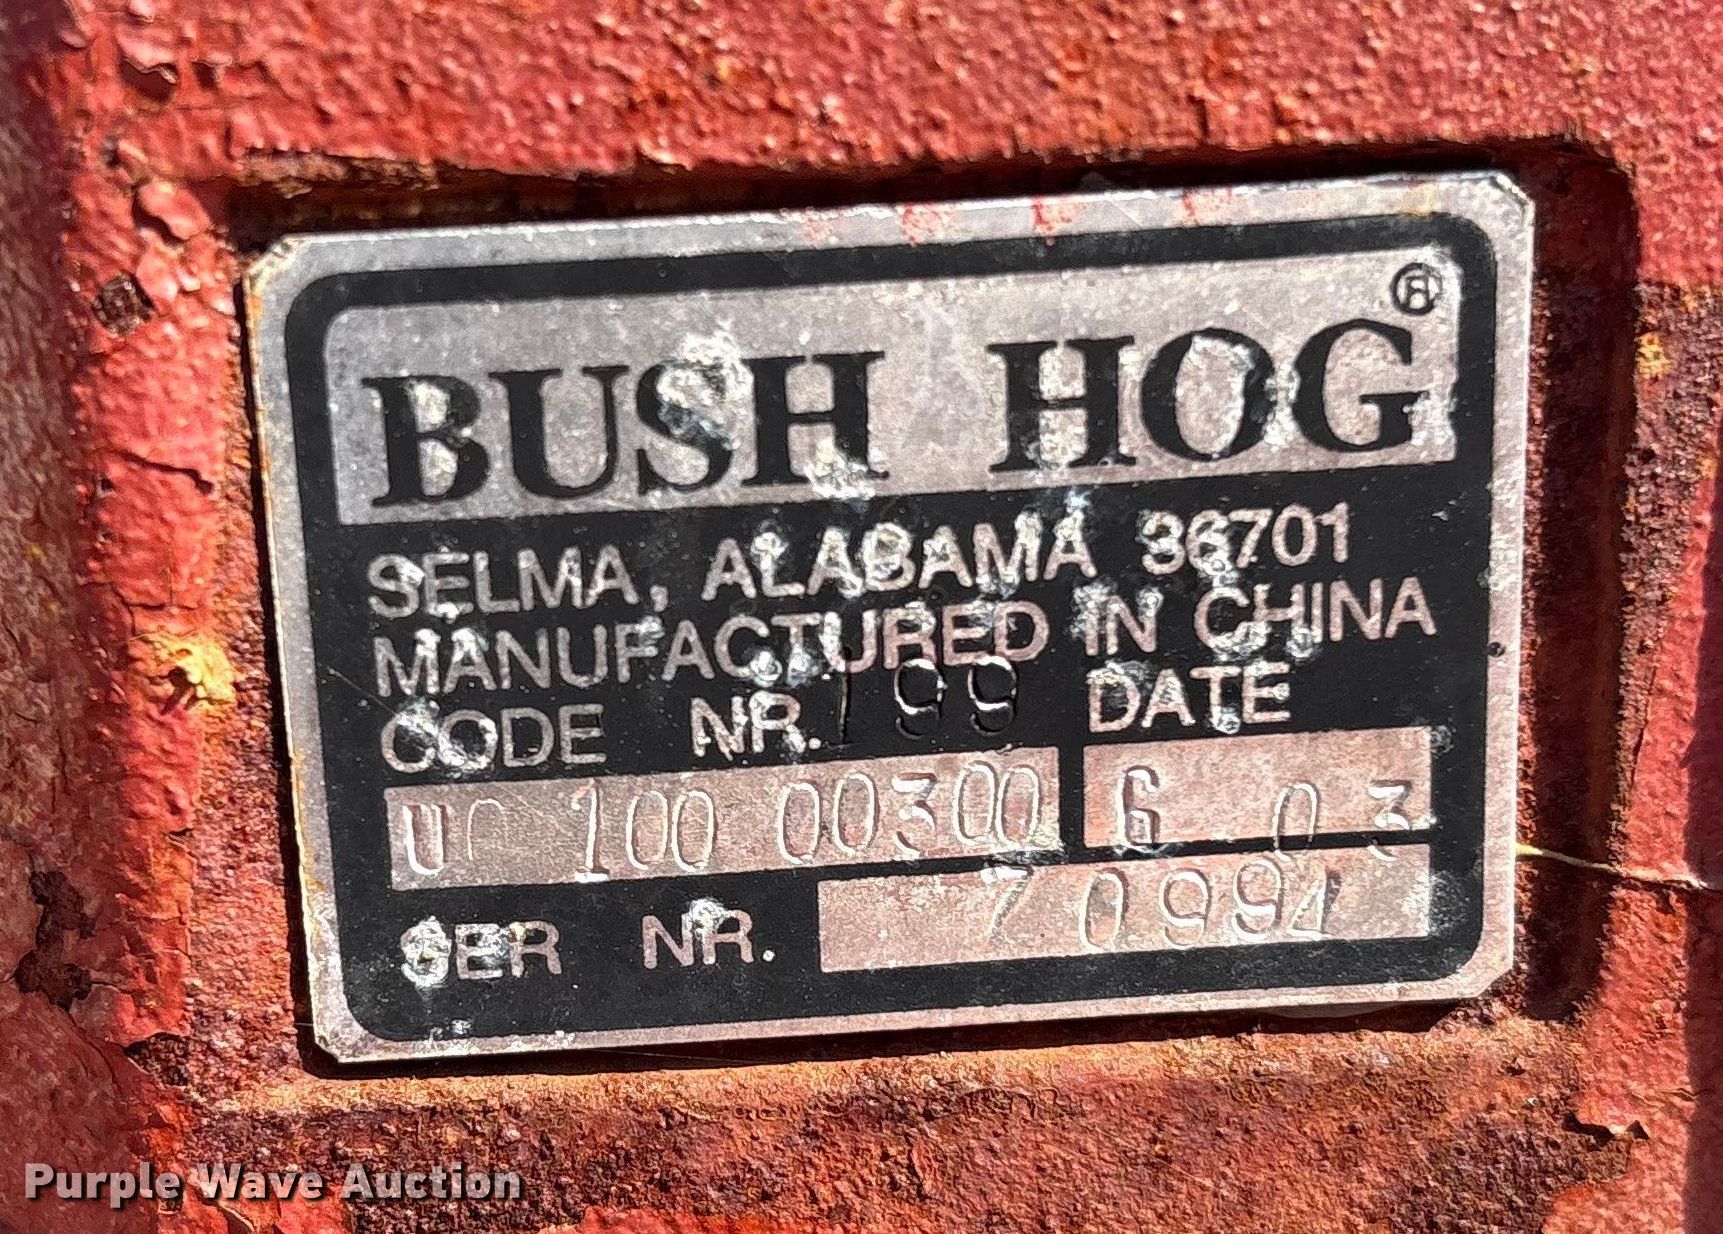 BUSH HOG®
SELMA, ALABAMA 36701
MANUFACTURED IN CHINA
CODE NR. 199 DATE
100 00300 6 03
SER NR. 70994
Purple Wave Auction